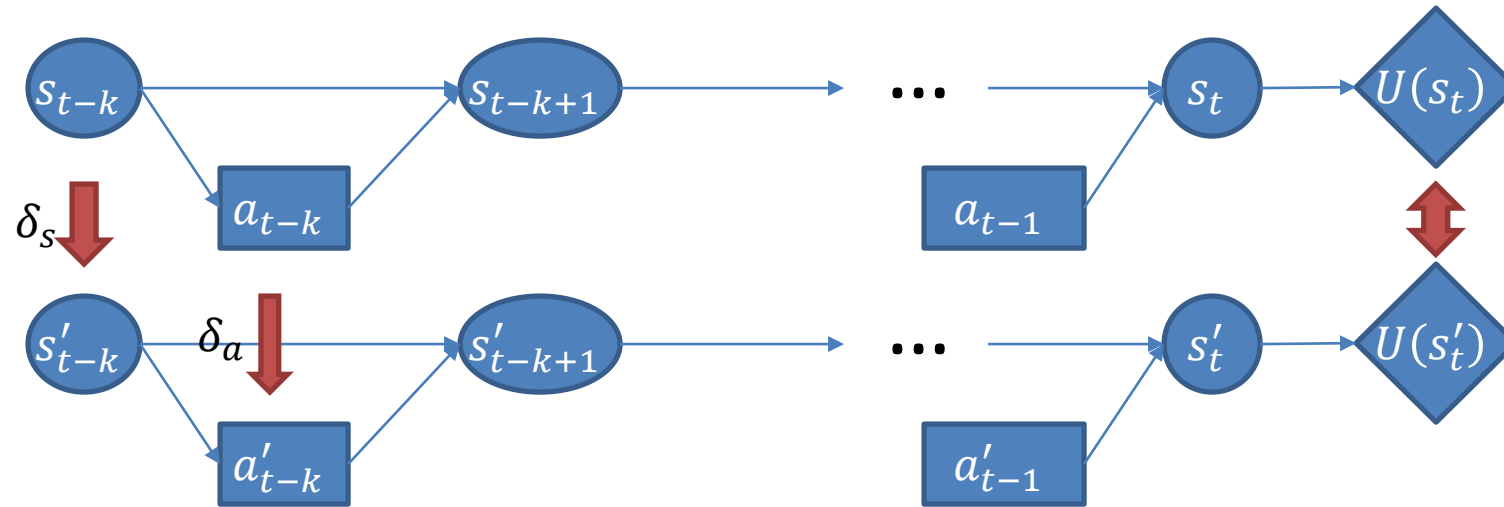 s_{t-k} s_{t-k+1} ... s_t U(s_t)
a_{t-k} a_{t-1}
δ_s
δ_a
s'_{t-k} s'_{t-k+1} ... s'_t U(s'_t)
a'_{t-k} a'_{t-1}